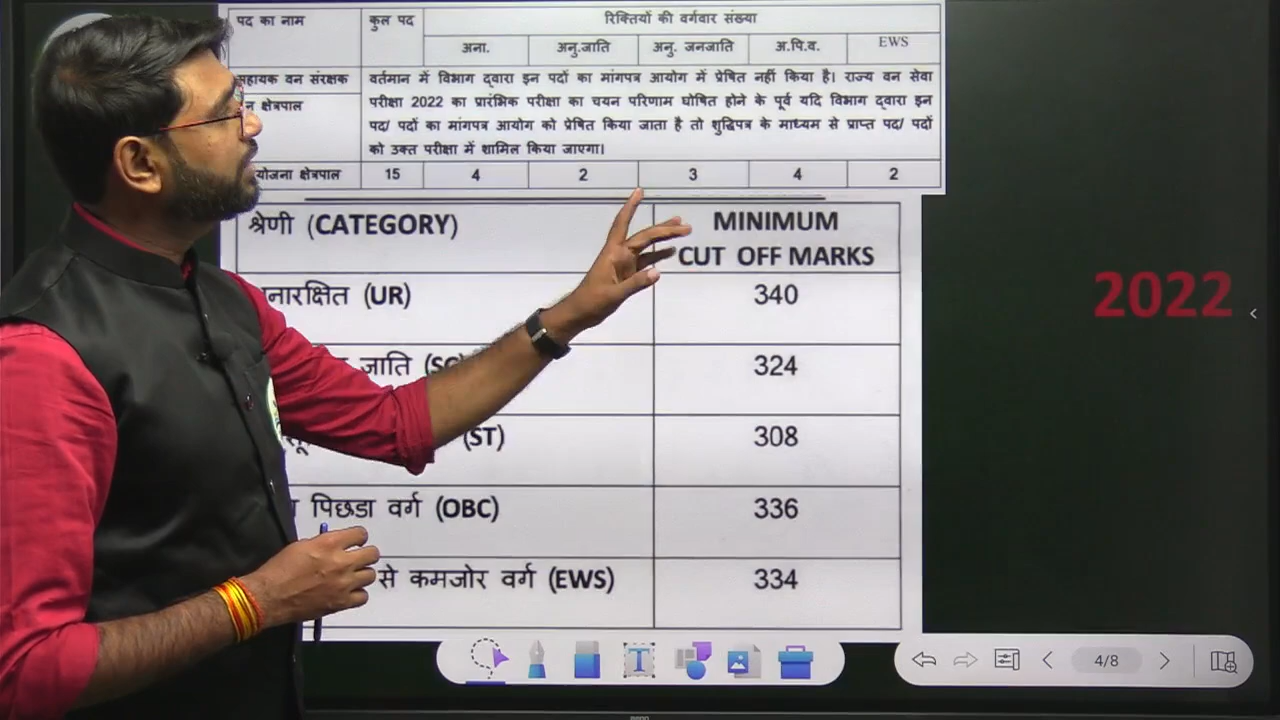 पद का नाम
कुल पद
रिक्तियों की वर्गवार संख्या
अना.
अनु.जाति
अनु. जनजाति
अ.पि.व.
EWS
सहायक वन संरक्षक
न क्षेत्रपाल
वर्तमान में विभाग द्वारा इन पदों का मांगपत्र आयोग में प्रेषित नहीं किया है। राज्य वन सेवा
परीक्षा 2022 का प्रारंभिक परीक्षा का चयन परिणाम घोषित होने के पूर्व यदि विभाग द्वारा इन
पद/ पदों का मांगपत्र आयोग को प्रेषित किया जाता है तो शुद्धिपत्र के माध्यम से प्राप्त पद/ पदों
को उक्त परीक्षा में शामिल किया जाएगा।
योजना क्षेत्रपाल 15 4 2 3 4 2
श्रेणी (CATEGORY)
MINIMUM
CUT OFF MARKS
नारक्षित (UR) 340
जाति (SC) 324
(ST) 308
पिछडा वर्ग (OBC) 336
से कमजोर वर्ग (EWS) 334
2022
4/8